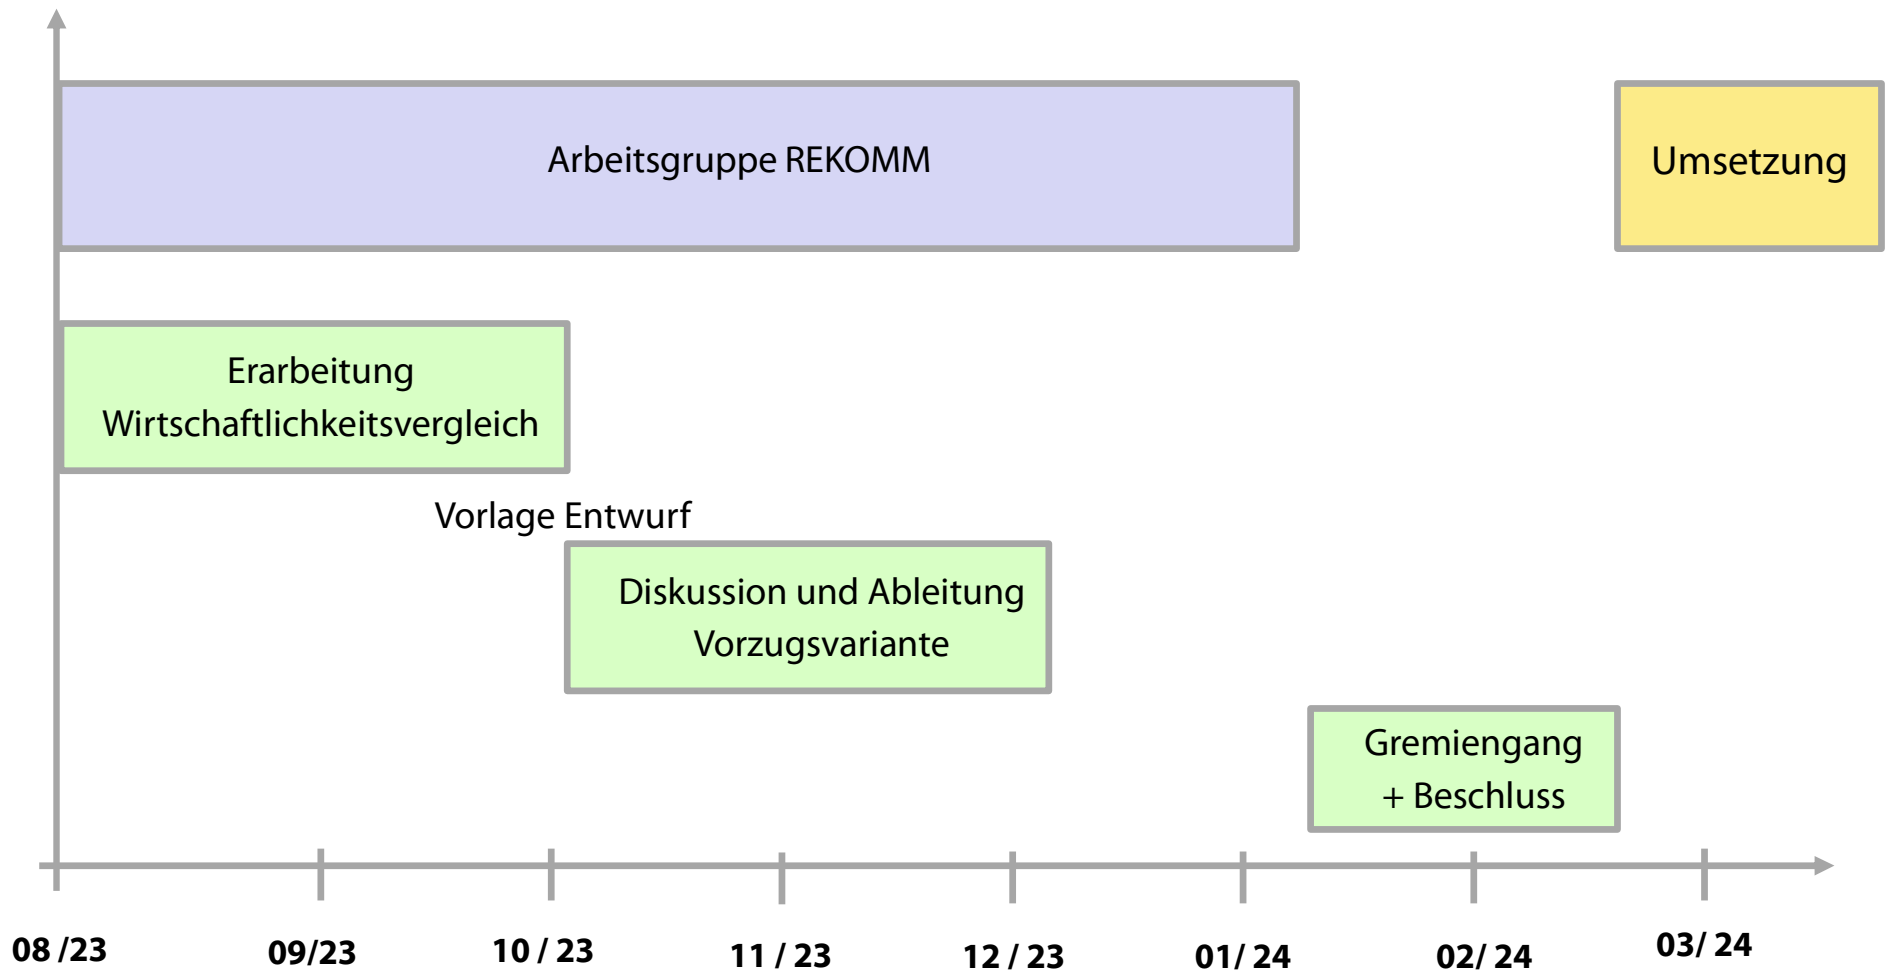 Arbeitsgruppe REKOMM
Umsetzung
Erarbeitung
Wirtschaftlichkeitsvergleich
Vorlage Entwurf
Diskussion und Ableitung
Vorzugsvariante
Gremiengang
+ Beschluss
08 /23
09/23
10 / 23
11 / 23
12 / 23
01/ 24
02/ 24
03/ 24